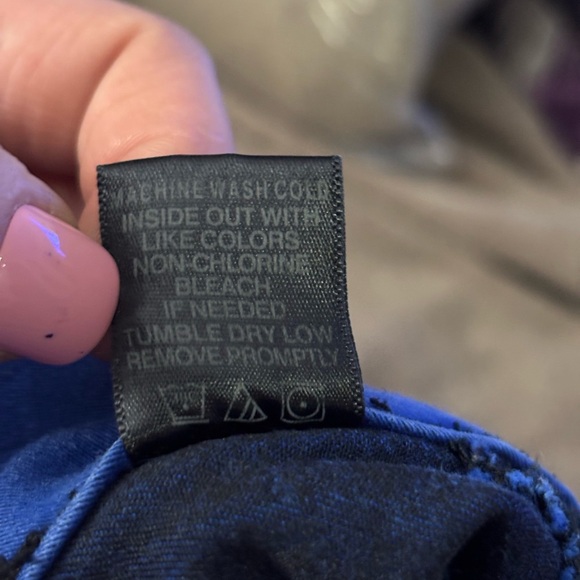 MACHINE WASH COLD
INSIDE OUT WITH
LIKE COLORS
NON-CHLORINE
BLEACH
IF NEEDED
TUMBLE DRY LOW
REMOVE PROMPTLY